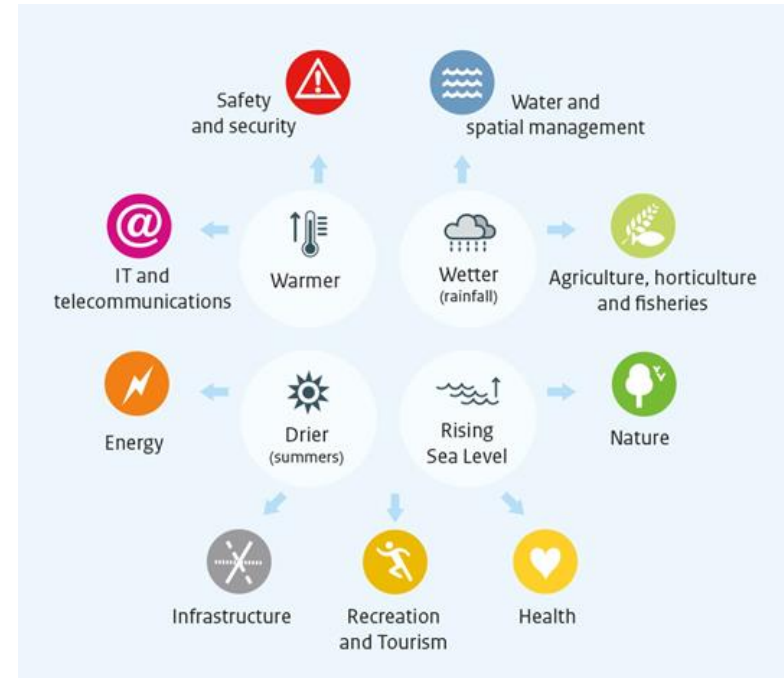 Safety
and security
Water and
spatial management
@
IT and
telecommunications
Warmer
Wetter
(rainfall)
Agriculture, horticulture
and fisheries
Energy
Drier
(summers)
Rising
Sea Level
Nature
Infrastructure
Recreation
and Tourism
Health